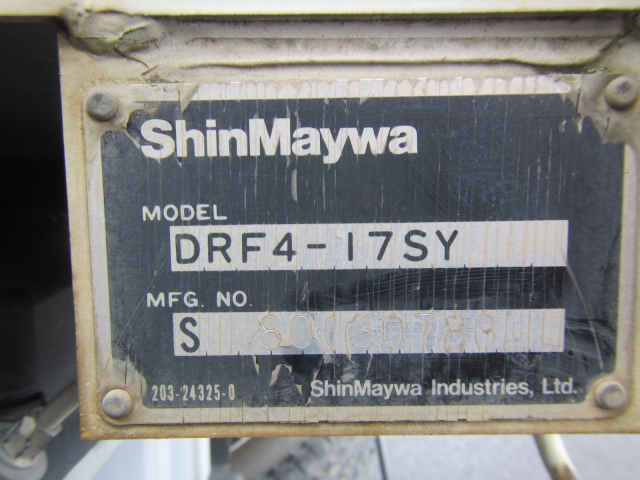 ShinMaywa
MODEL
DRF4-17SY
MFG. NO.
S
203-24325-0
ShinMaywa Industries, Ltd.